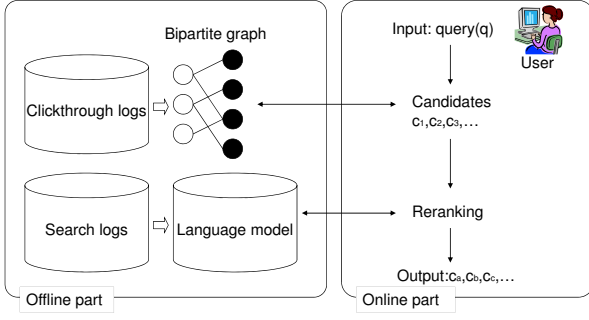 Bipartite graph
Clickthrough logs
Search logs
Language model
Offline part
Input: query(q)
User
Candidates
c1,c2,c3,…
Reranking
Output:ca,cb,cc,…
Online part